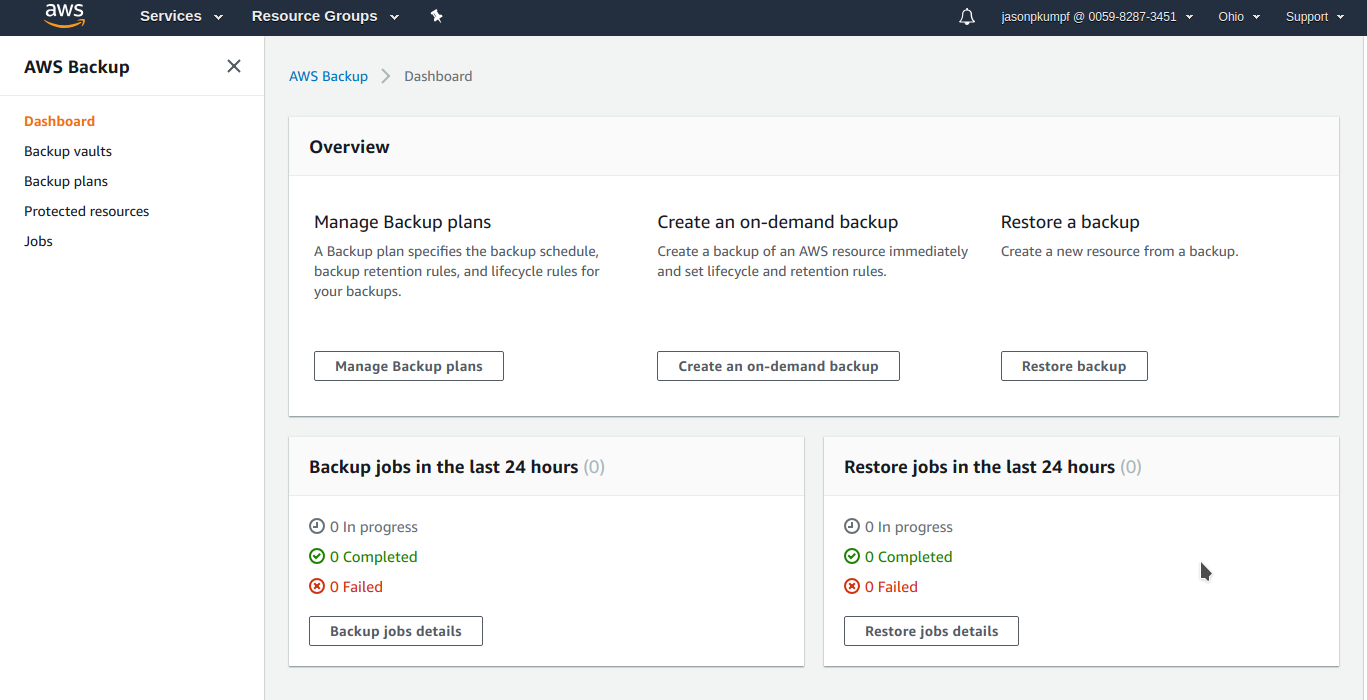 aws
Services
Resource Groups
jasonpkumpf @ 0059-8287-3451
Ohio
Support
AWS Backup
Dashboard
Backup vaults
Backup plans
Protected resources
Jobs
AWS Backup
Dashboard
Overview
Manage Backup plans
A Backup plan specifies the backup schedule,
backup retention rules, and lifecycle rules for
your backups.
Manage Backup plans
Create an on-demand backup
Create a backup of an AWS resource immediately
and set lifecycle and retention rules.
Create an on-demand backup
Restore a backup
Create a new resource from a backup.
Restore backup
Backup jobs in the last 24 hours (0)
0 In progress
0 Completed
0 Failed
Backup jobs details
Restore jobs in the last 24 hours (0)
0 In progress
0 Completed
0 Failed
Restore jobs details